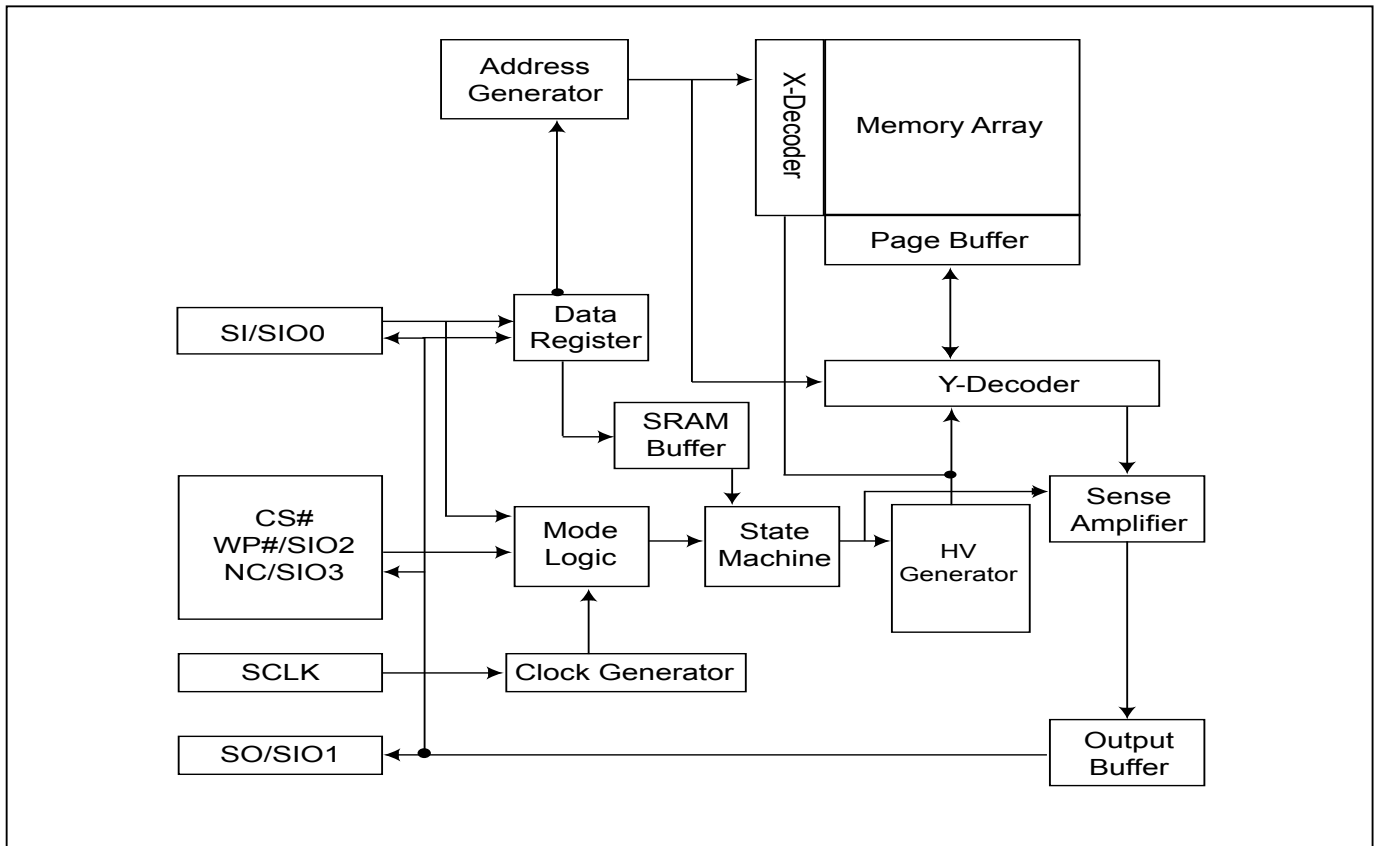 Address
Generator
X-Decoder
Memory Array
Page Buffer
SI/SIO0
Data
Register
Y-Decoder
SRAM
Buffer
CS#
WP#/SIO2
NC/SIO3
Mode
Logic
State
Machine
HV
Generator
Sense
Amplifier
SCLK
Clock Generator
SO/SIO1
Output
Buffer